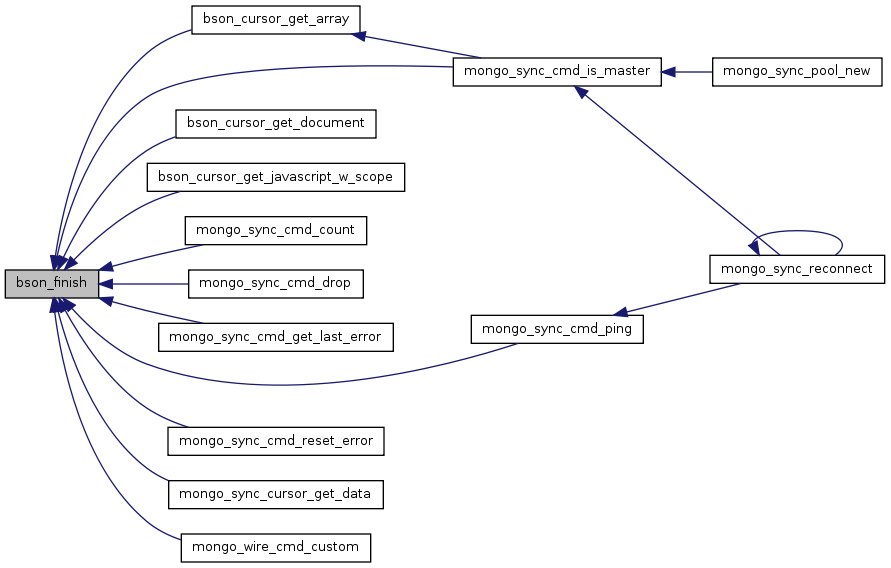 bson_cursor_get_array
mongo_sync_cmd_is_master
mongo_sync_pool_new
bson_cursor_get_document
bson_cursor_get_javascript_w_scope
mongo_sync_cmd_count
mongo_sync_reconnect
bson_finish
mongo_sync_cmd_drop
mongo_sync_cmd_ping
mongo_sync_cmd_get_last_error
mongo_sync_cmd_reset_error
mongo_sync_cursor_get_data
mongo_wire_cmd_custom